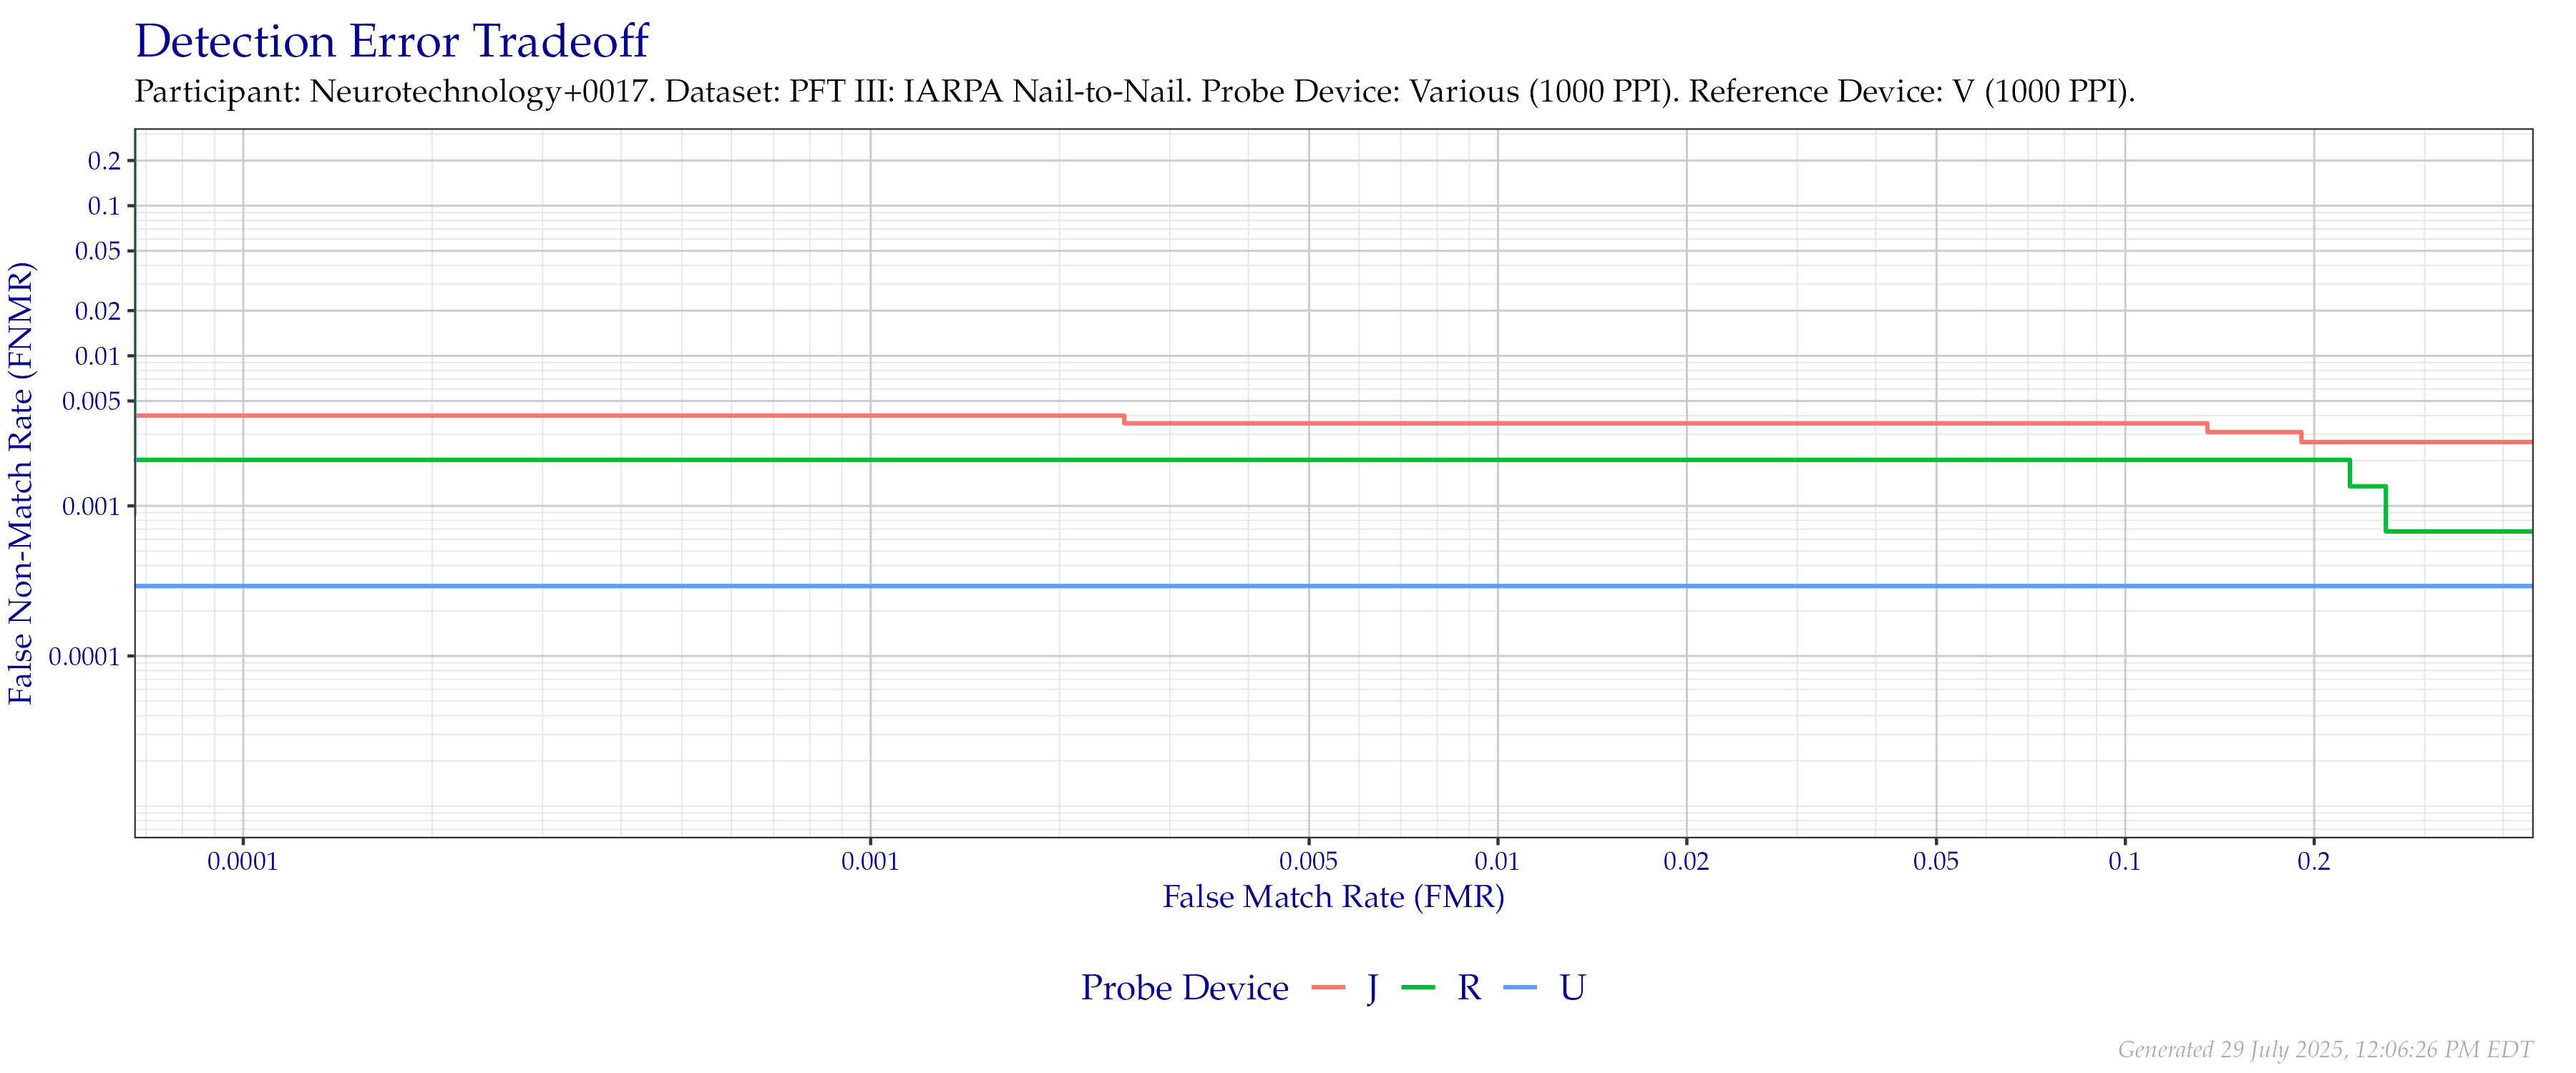 Detection Error Tradeoff
Participant: Neurotechnology+0017. Dataset: PFT III: IARPA Nail-to-Nail. Probe Device: Various (1000 PPI). Reference Device: V (1000 PPI).
False Non-Match Rate (FNMR)
0.2
0.1
0.05
0.02
0.01
0.005
0.001
0.0001
0.0001 0.001 0.005 0.01 0.02 0.05 0.1 0.2
False Match Rate (FMR)
Probe Device J R U
Generated 29 July 2025, 12:06:26 PM EDT